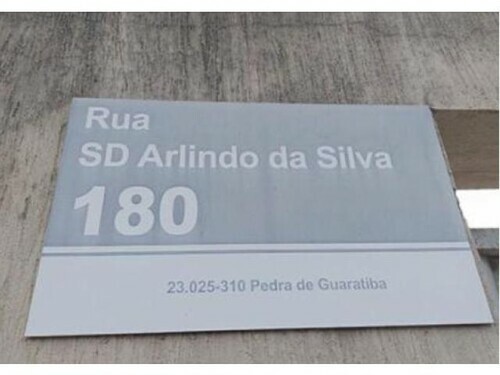 Rua
SD Arlindo da Silva
180
23.025-310 Pedra de Guaratiba